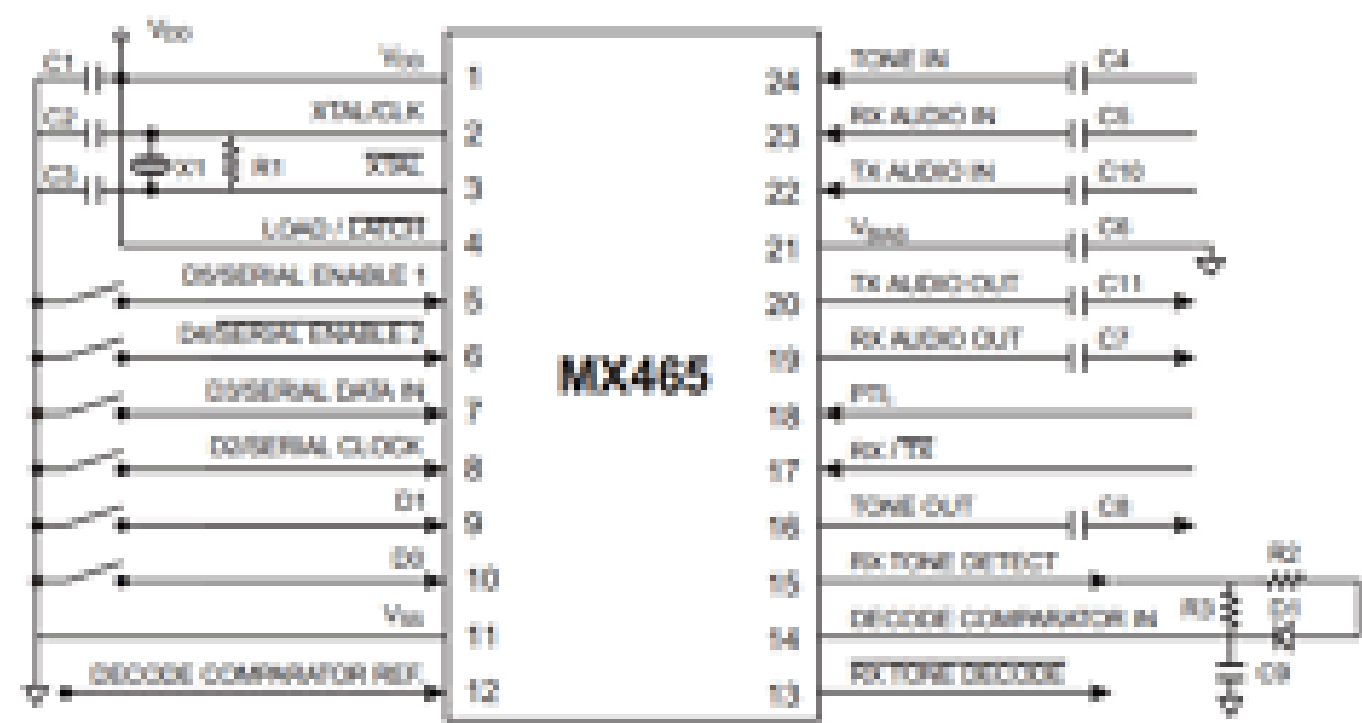 VDD
C1
VDD
1
C2
XTAL/CLK
2
X1
R1
C3
XTAL
3
LOAD / LATCH
4
D5/SERIAL ENABLE 1
5
D4/SERIAL ENABLE 2
6
D3/SERIAL DATA IN
7
D2/SERIAL CLOCK
8
D1
9
D0
10
VSS
11
DECODE COMPARATOR REF.
12
MX465
24
TONE IN
C4
23
RX AUDIO IN
C5
22
TX AUDIO IN
C10
21
VBIAS
C6
20
TX AUDIO OUT
C11
19
RX AUDIO OUT
C7
18
PTL
17
RX / TX
16
TONE OUT
C8
15
RX TONE DETECT
R2
14
DECODE COMPARATOR IN
R3
D1
13
RX TONE DECODE
C9